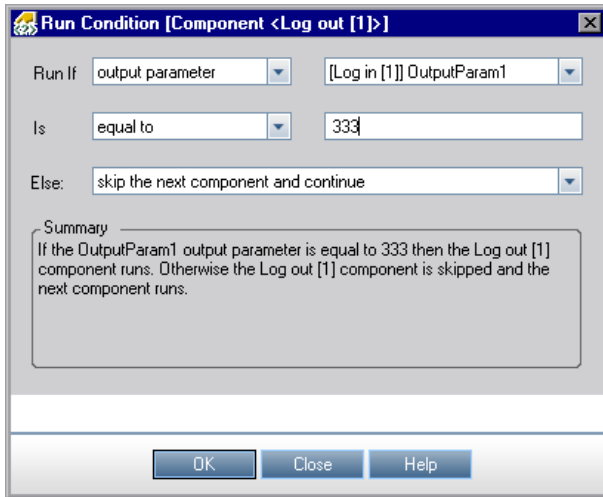 Run Condition [Component <Log out [1]>]
Run If output parameter [Log in [1]] OutputParam1
Is equal to 333
Else: skip the next component and continue
Summary
If the OutputParam1 output parameter is equal to 333 then the Log out [1]
component runs. Otherwise the Log out [1] component is skipped and the
next component runs.
OK Close Help